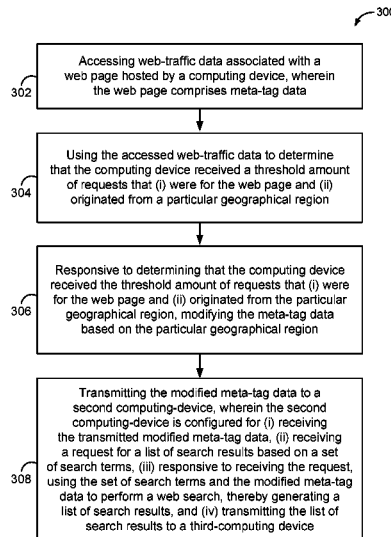 300
Accessing web-traffic data associated with a
web page hosted by a computing device, wherein
the web page comprises meta-tag data
302
Using the accessed web-traffic data to determine
that the computing device received a threshold amount
of requests that (i) were for the web page and (ii)
originated from a particular geographical region
304
Responsive to determining that the computing device
received the threshold amount of requests that (i) were
for the web page and (ii) originated from the particular
geographical region, modifying the meta-tag data
based on the particular geographical region
306
Transmitting the modified meta-tag data to a
second computing-device, wherein the second
computing-device is configured for (i) receiving
the transmitted modified meta-tag data, (ii) receiving
a request for a list of search results based on a set
of search terms, (iii) responsive to receiving the request,
using the set of search terms and the modified meta-tag
data to perform a web search, thereby generating a
list of search results, and (iv) transmitting the list
of search results to a third-computing device
308